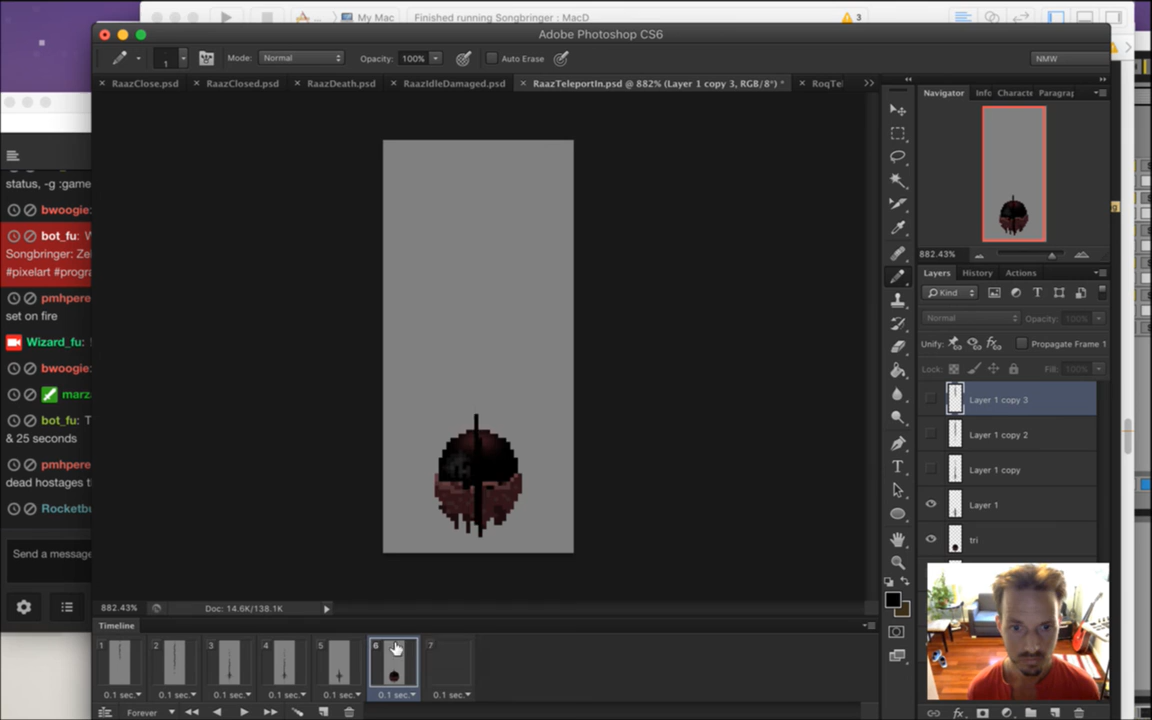 My Mac
Finished running Songbringer : MacD
3
Adobe Photoshop CS6
1
Mode: Normal
Opacity: 100%
Auto Erase
NMW
RaazClose.psd
RaazClosed.psd
RaazDeath.psd
RaazIdleDamaged.psd
RaazTeleportIn.psd @ 882% (Layer 1 copy 3, RGB/8*) *
RoqTel
Navigator
Info
Characte
Paragrap
882.43%
Layers
History
Actions
Kind
Normal
Opacity: 100%
Unify:
Propagate Frame 1
Lock:
Fill: 100%
Layer 1 copy 3
Layer 1 copy 2
Layer 1 copy
Layer 1
tri
status, -g :game
bwoogie:
bot_fu: W
Songbringer: Ze
#pixelart #progra
pmhpere
set on fire
Wizard_fu:
bwoogie:
marz
bot_fu: T
& 25 seconds
pmhpere
dead hostages t
Rocketbu
Send a message
882.43%
Doc: 14.6K/138.1K
Timeline
1
2
3
4
5
6
7
0.1 sec.
0.1 sec.
0.1 sec.
0.1 sec.
0.1 sec.
0.1 sec.
0.1 sec.
Forever